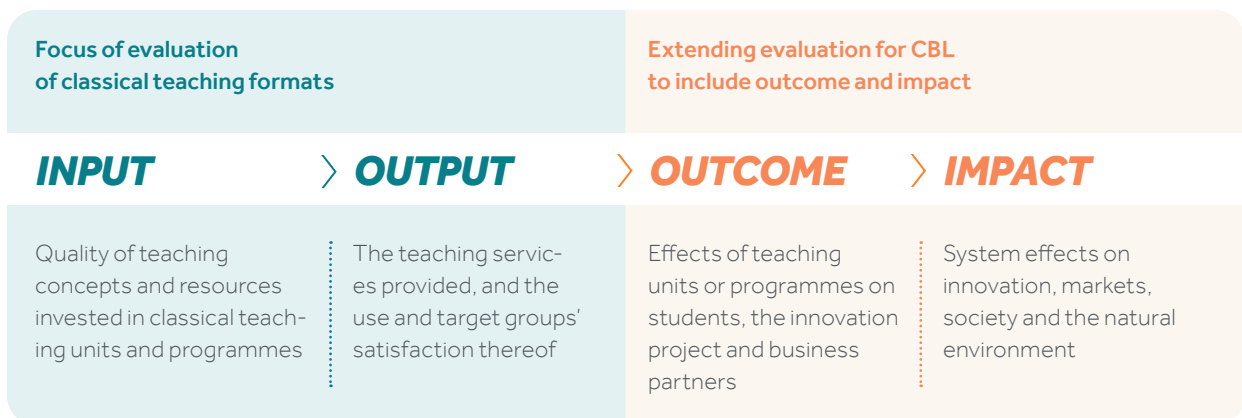 Focus of evaluation
of classical teaching formats
Extending evaluation for CBL
to include outcome and impact
INPUT
OUTPUT
OUTCOME
IMPACT
Quality of teaching
concepts and resources
invested in classical teach-
ing units and programmes
The teaching servic-
es provided, and the
use and target groups’
satisfaction thereof
Effects of teaching
units or programmes on
students, the innovation
project and business
partners
System effects on
innovation, markets,
society and the natural
environment